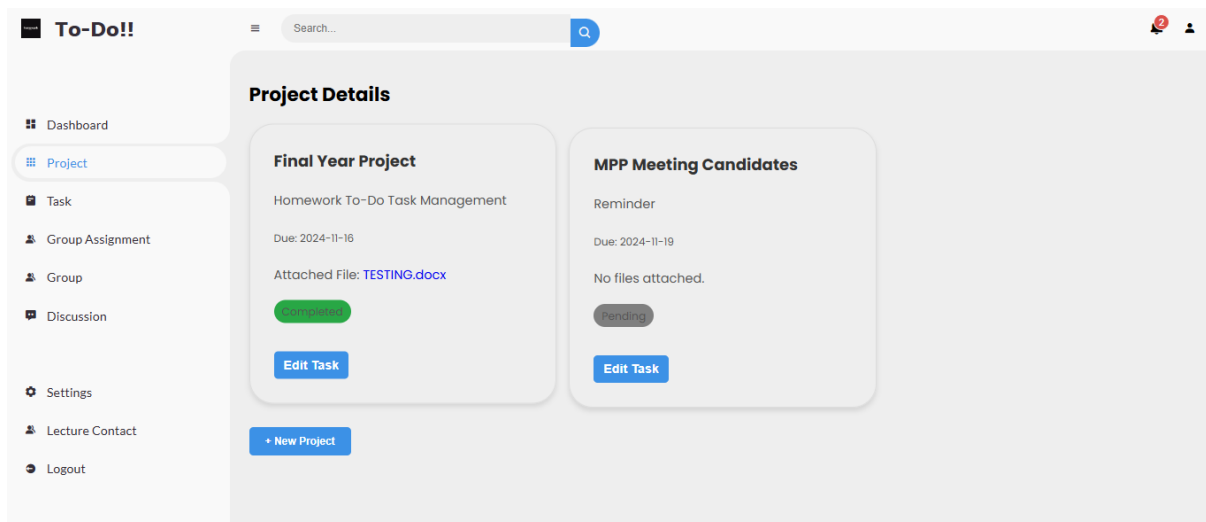 To-Do!!
Search...
2
Dashboard
Project
Task
Group Assignment
Group
Discussion
Settings
Lecture Contact
Logout
Project Details
Final Year Project
Homework To-Do Task Management
Due: 2024-11-16
Attached File: TESTING.docx
Completed
Edit Task
MPP Meeting Candidates
Reminder
Due: 2024-11-19
No files attached.
Pending
Edit Task
+ New Project